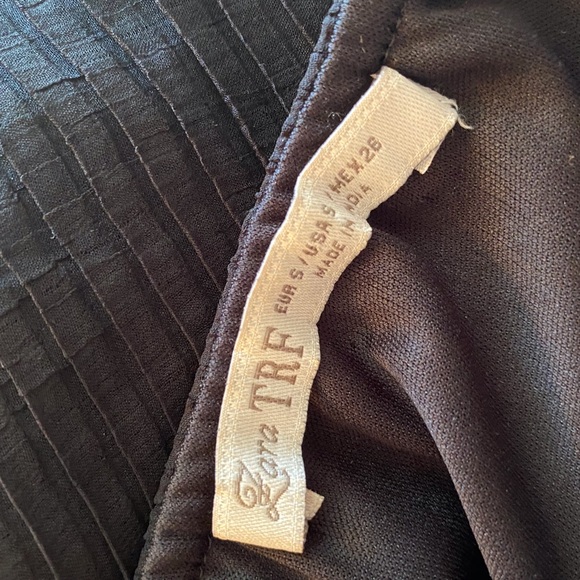 Zara TRF
EUR S / USA S / MEX 26
MADE IN INDIA